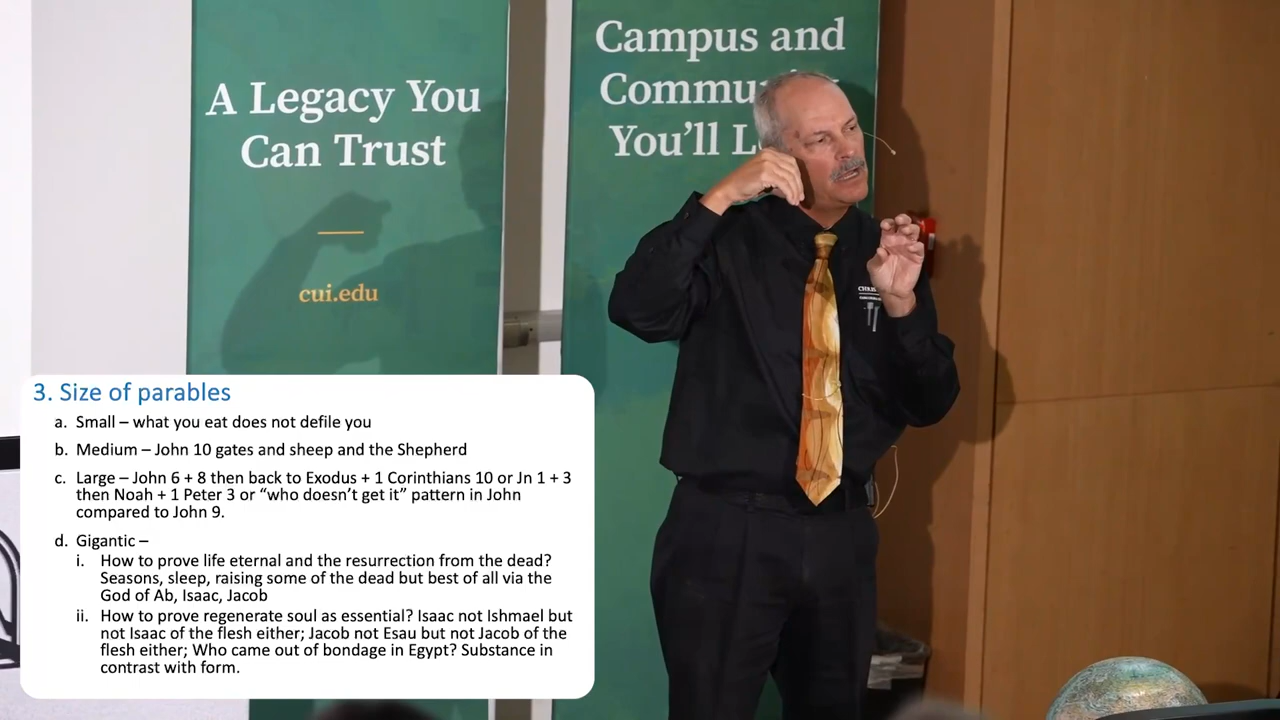 A Legacy You
Can Trust
cui.edu
Campus and
You'll
3. Size of parables
a. Small – what you eat does not defile you
b. Medium – John 10 gates and sheep and the Shepherd
c. Large – John 6 + 8 then back to Exodus + 1 Corinthians 10 or Jn 1 + 3
then Noah + 1 Peter 3 or “who doesn’t get it” pattern in John
compared to John 9.
d. Gigantic –
i. How to prove life eternal and the resurrection from the dead?
Seasons, sleep, raising some of the dead but best of all via the
God of Ab, Isaac, Jacob
ii. How to prove regenerate soul as essential? Isaac not Ishmael but
not Isaac of the flesh either; Jacob not Esau but not Jacob of the
flesh either; Who came out of bondage in Egypt? Substance in
contrast with form.